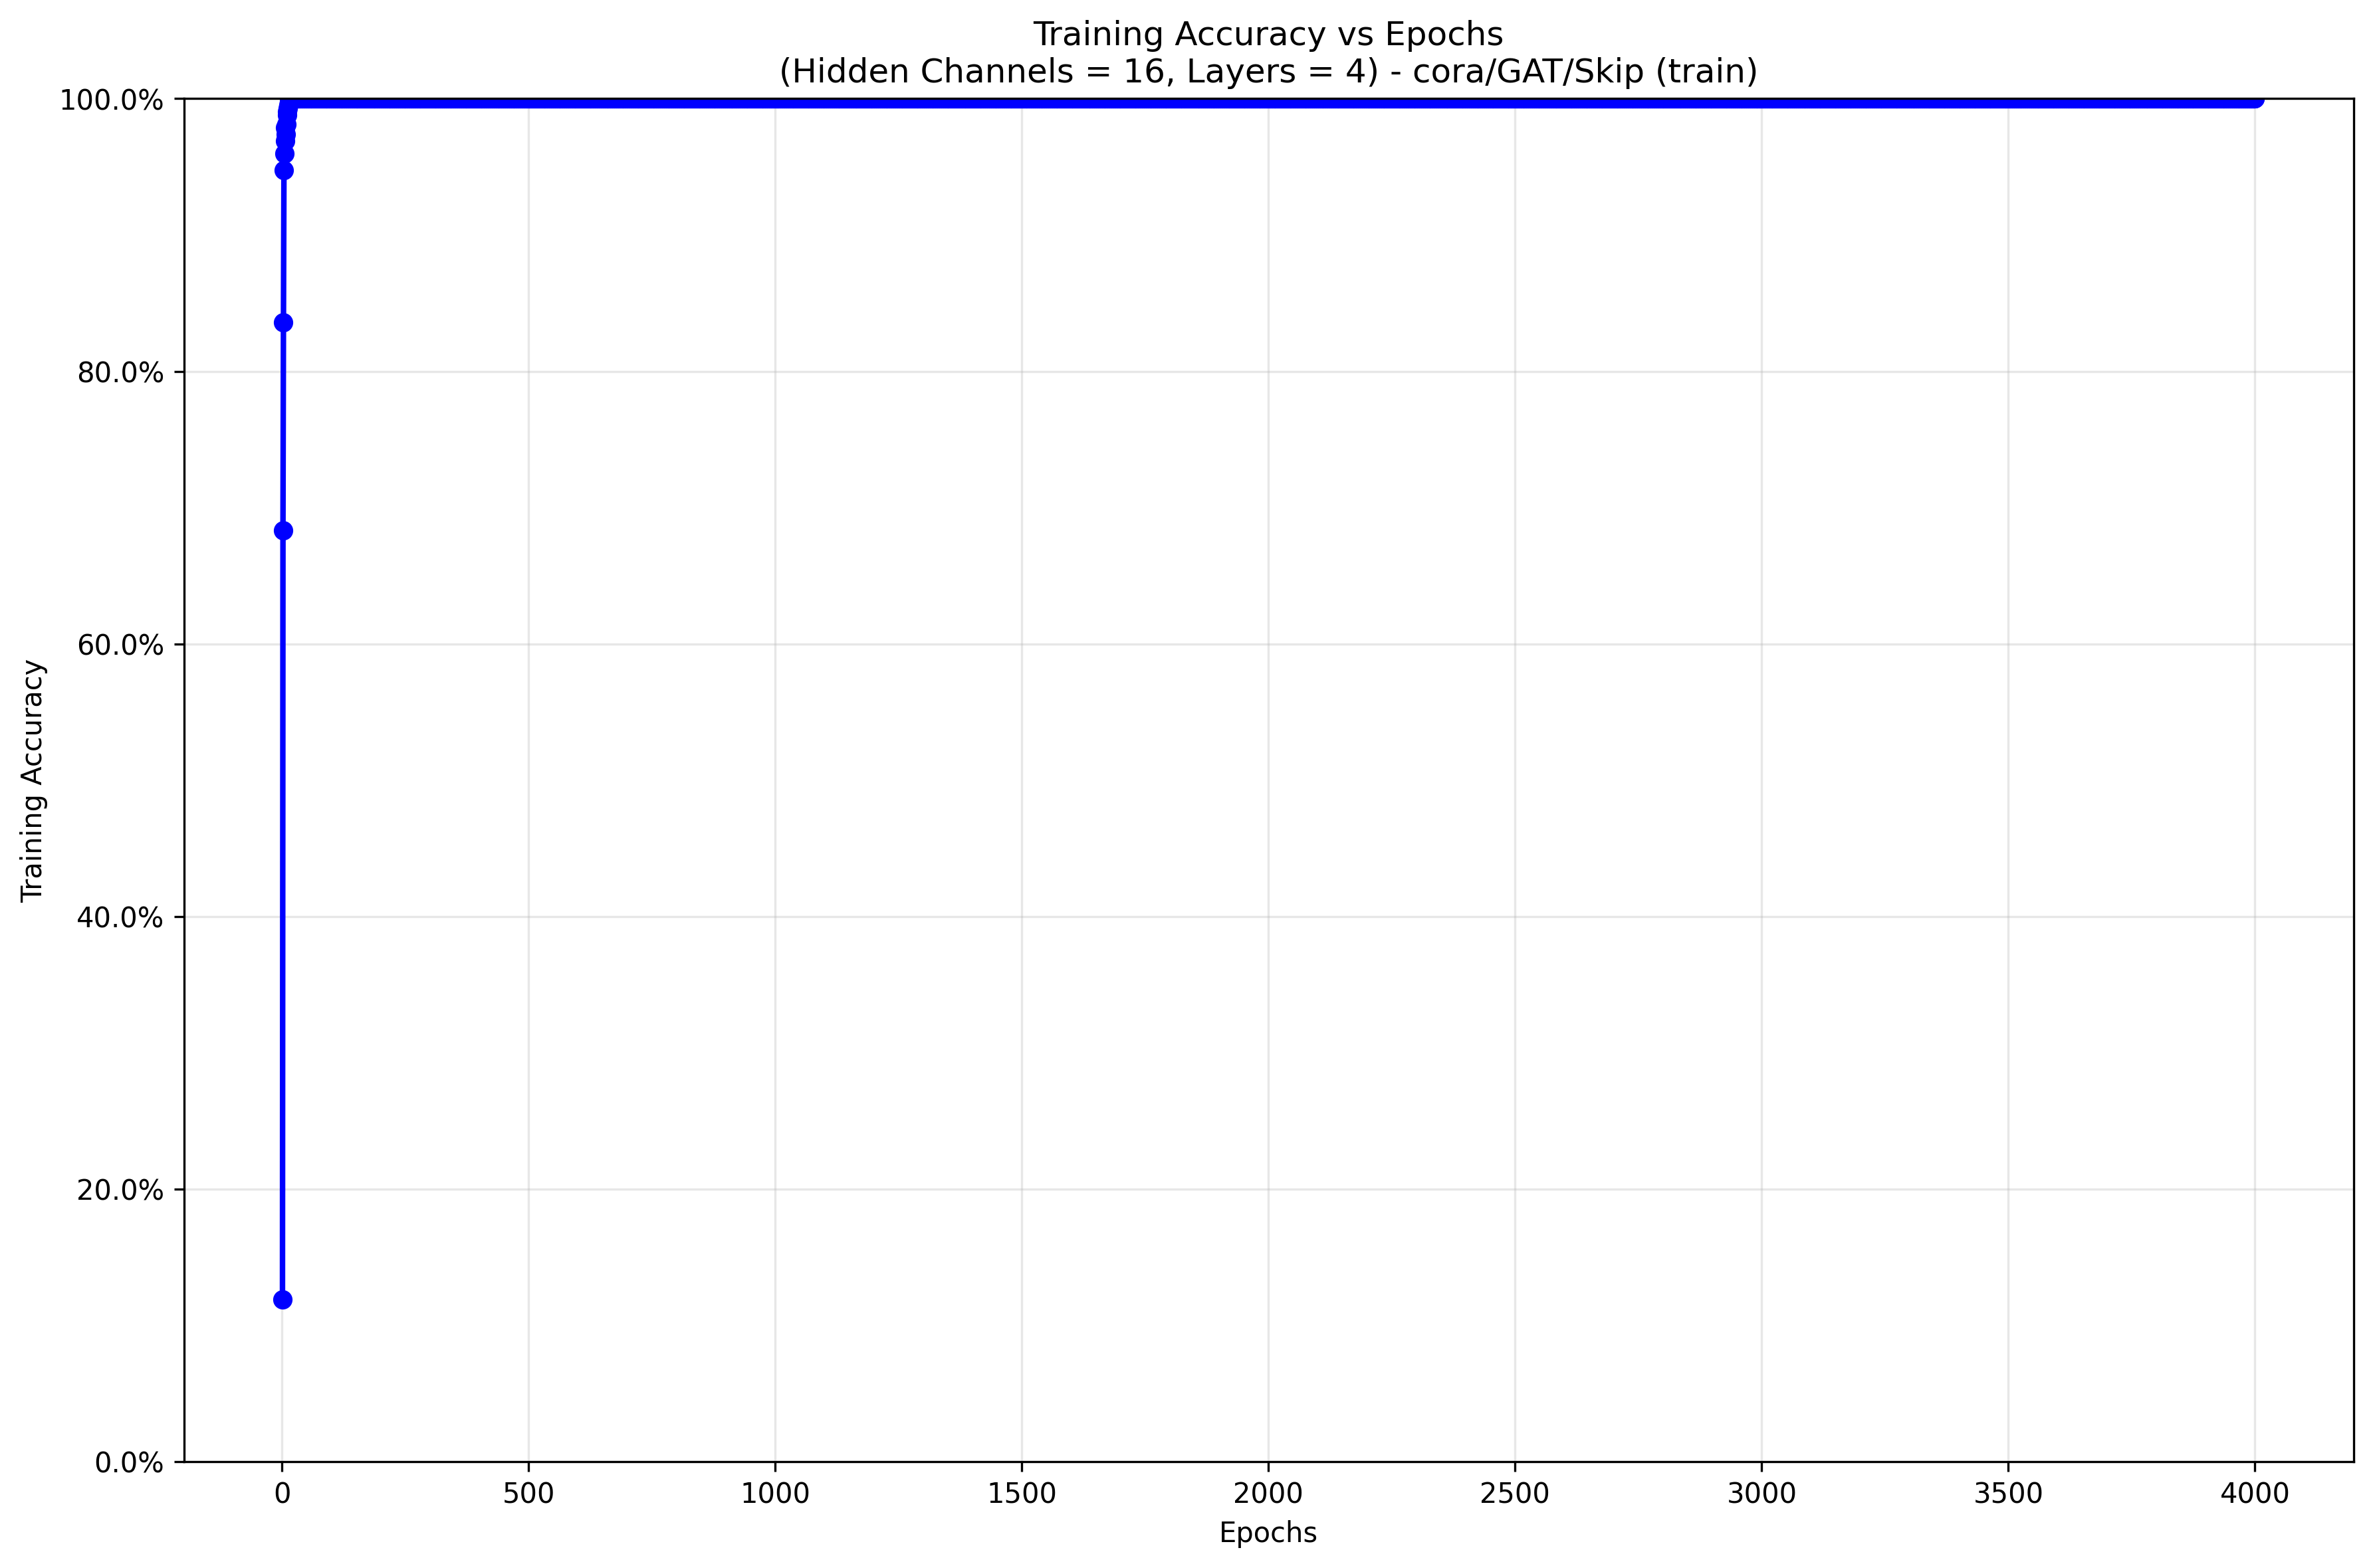 Training Accuracy vs Epochs
(Hidden Channels = 16, Layers = 4) - cora/GAT/Skip (train)
100.0%
80.0%
60.0%
40.0%
20.0%
0.0%
Training Accuracy
0 500 1000 1500 2000 2500 3000 3500 4000
Epochs